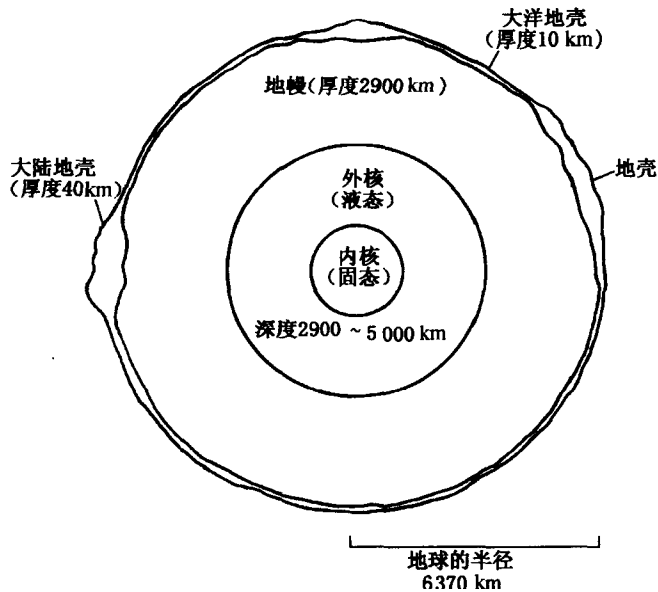 大洋地壳
(厚度10 km)
地幔(厚度2900 km)
大陆地壳
(厚度40km)
地壳
外核
(液态)
内核
(固态)
深度2900 ~ 5 000 km
地球的半径
6370 km